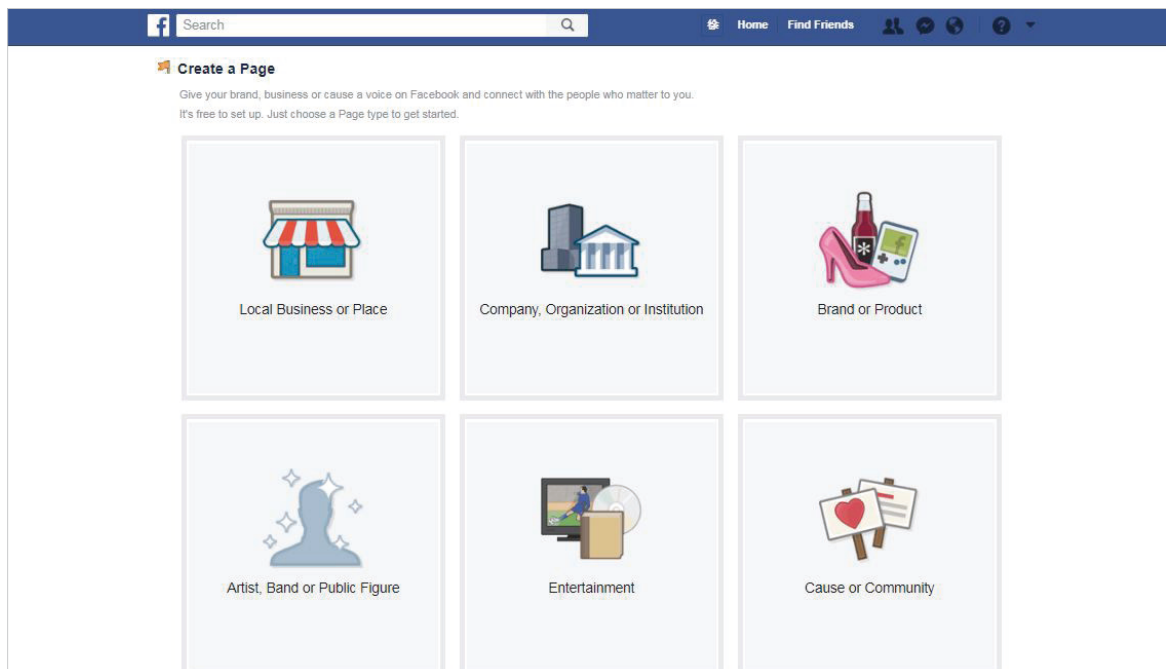 f Search Home Find Friends
Create a Page
Give your brand, business or cause a voice on Facebook and connect with the people who matter to you.
It's free to set up. Just choose a Page type to get started.
Local Business or Place
Company, Organization or Institution
Brand or Product
Artist, Band or Public Figure
Entertainment
Cause or Community